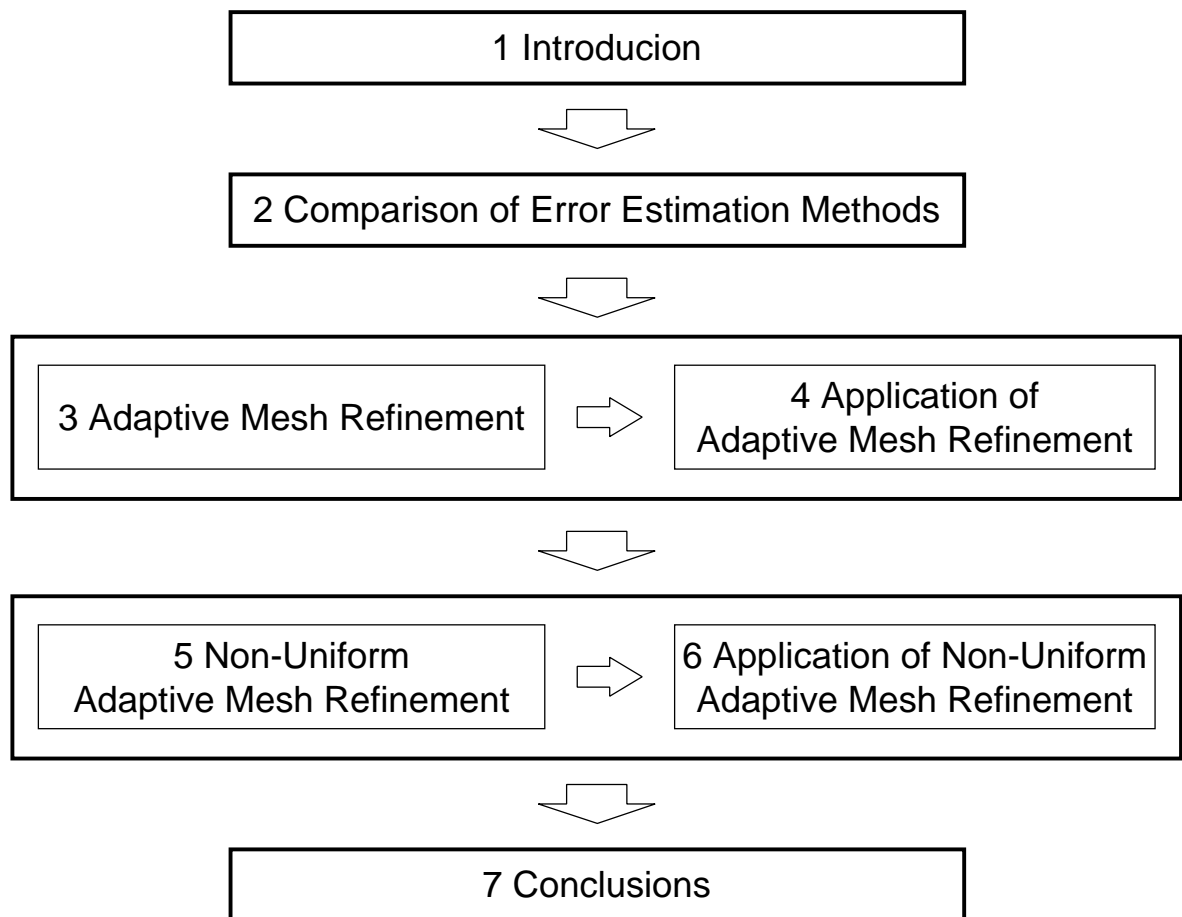 1 Introducion
2 Comparison of Error Estimation Methods
3 Adaptive Mesh Refinement
4 Application of
Adaptive Mesh Refinement
5 Non-Uniform
Adaptive Mesh Refinement
6 Application of Non-Uniform
Adaptive Mesh Refinement
7 Conclusions